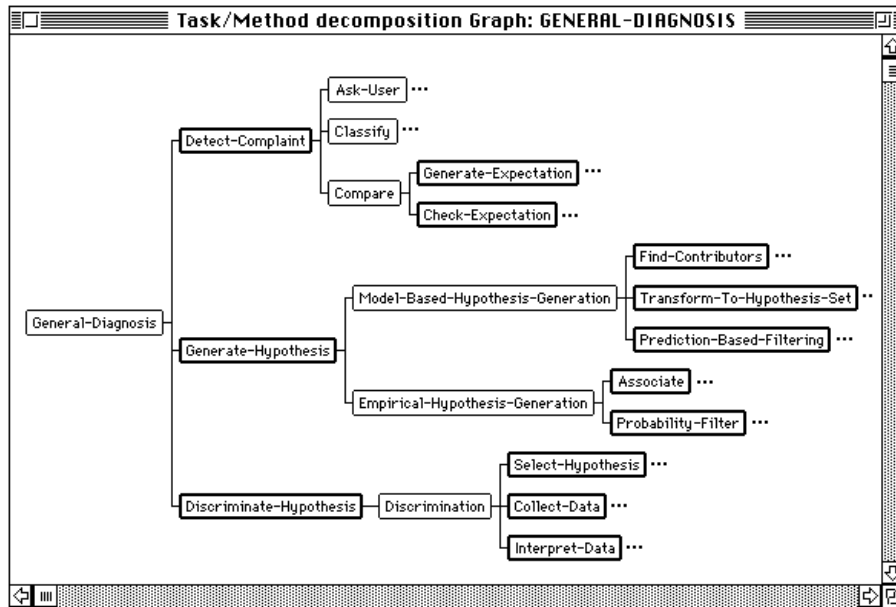 Task/Method decomposition Graph: GENERAL-DIAGNOSIS
Ask-User ...
Classify ...
Detect-Complaint
Generate-Expectation ...
Compare
Check-Expectation ...
Find-Contributors ...
Model-Based-Hypothesis-Generation
Transform-To-Hypothesis-Set ..
General-Diagnosis
Prediction-Based-Filtering ...
Generate-Hypothesis
Associate ...
Empirical-Hypothesis-Generation
Probability-Filter ...
Select-Hypothesis ...
Discriminate-Hypothesis
Discrimination
Collect-Data ...
Interpret-Data ...